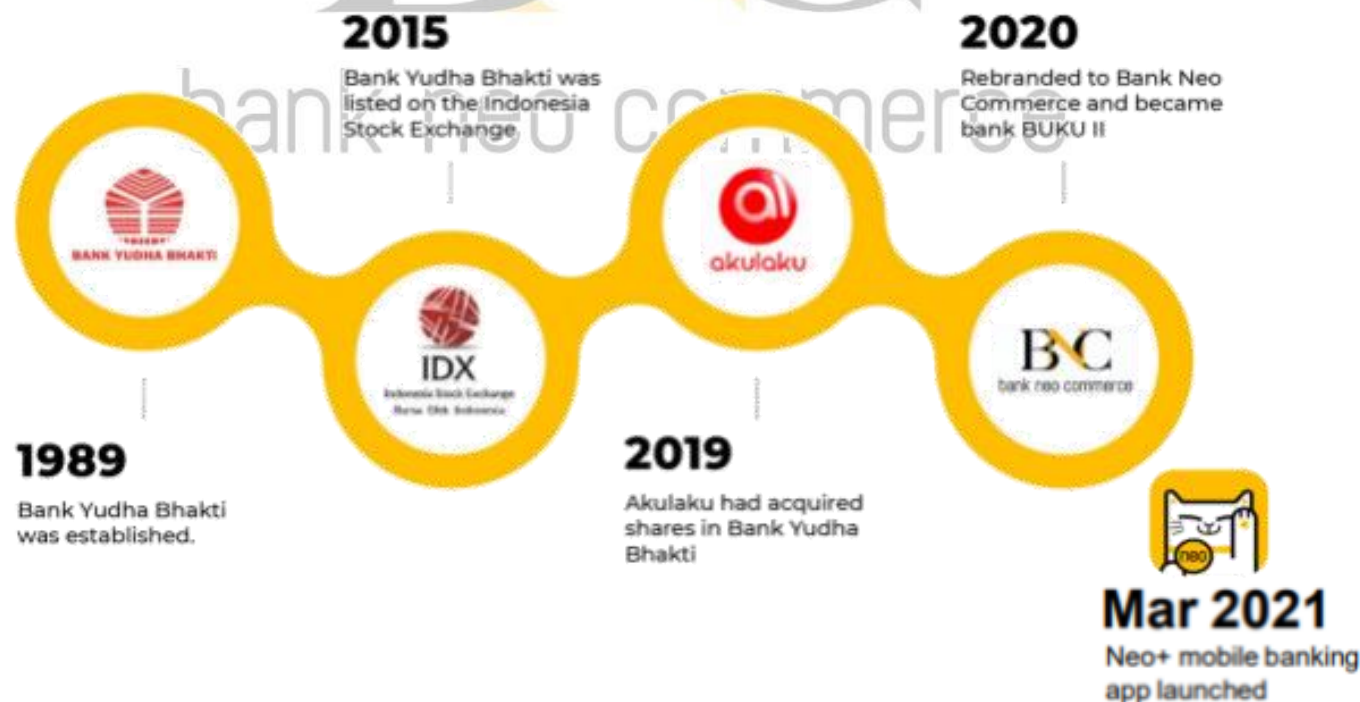 2015
Bank Yudha Bhakti was
listed on the Indonesia
Stock Exchange
2020
Rebranded to Bank Neo
Commerce and became
bank BUKU II
bank neo commerce
BANK YUDHA BHAKTI
IDX
Indonesia Stock Exchange
Bursa Efek Indonesia
al
akulaku
BNC
bank neo commerce
1989
Bank Yudha Bhakti
was established.
2019
Akulaku had acquired
shares in Bank Yudha
Bhakti
neo
Mar 2021
Neo+ mobile banking
app launched